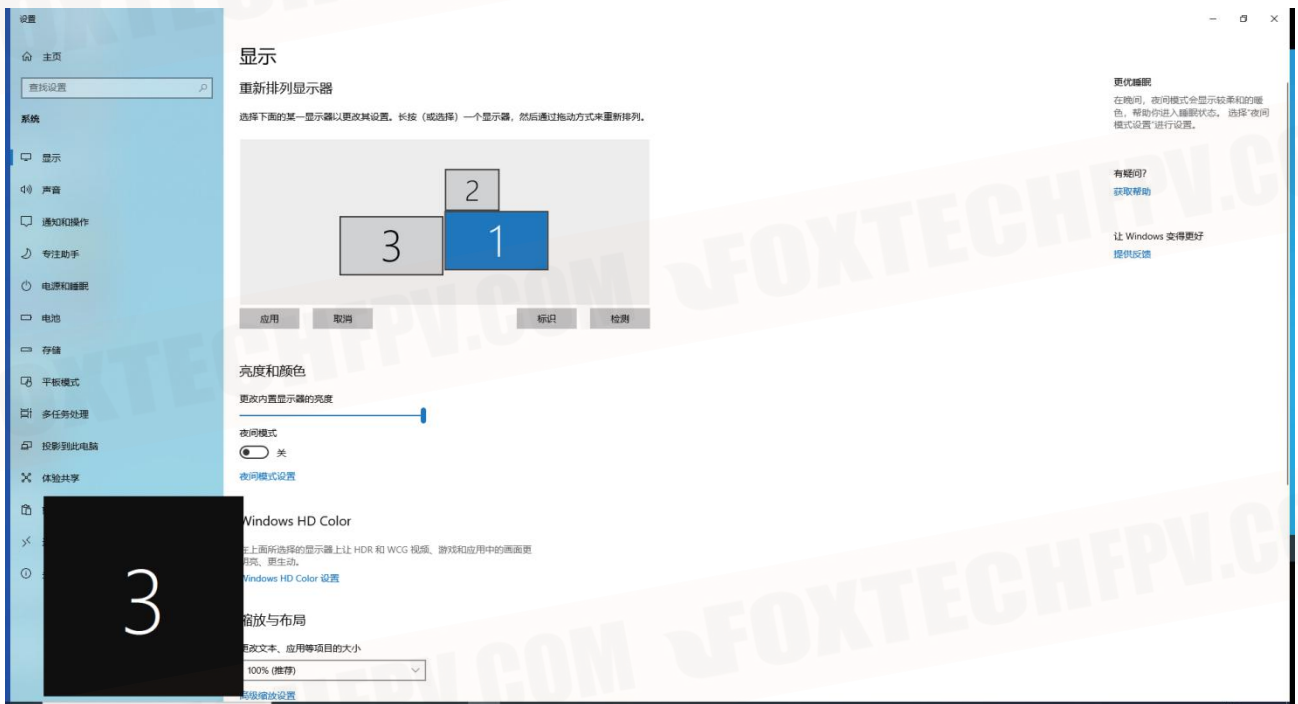 设置
主页
查找设置
系统
显示
声音
通知和操作
专注助手
电源和睡眠
电池
存储
平板模式
多任务处理
投影到此电脑
体验共享
3
显示
重新排列显示器
选择下面的某一显示器以更改其设置。长按（或选择）一个显示器，然后通过拖动方式来重新排列。
2
3
1
应用
取消
标识
检测
亮度和颜色
更改内置显示器的亮度
夜间模式
关
夜间模式设置
Windows HD Color
在上面所选择的显示器上让 HDR 和 WCG 视频、游戏和应用中的画面更
明亮、更生动。
Windows HD Color 设置
缩放与布局
更改文本、应用等项目的大小
100% (推荐)
高级缩放设置
更优睡眠
在晚间，夜间模式会显示较柔和的暖
色，帮助你进入睡眠状态。 选择“夜间
模式设置”进行设置。
有疑问?
获取帮助
让 Windows 变得更好
提供反馈
FOXTECHFPV.COM